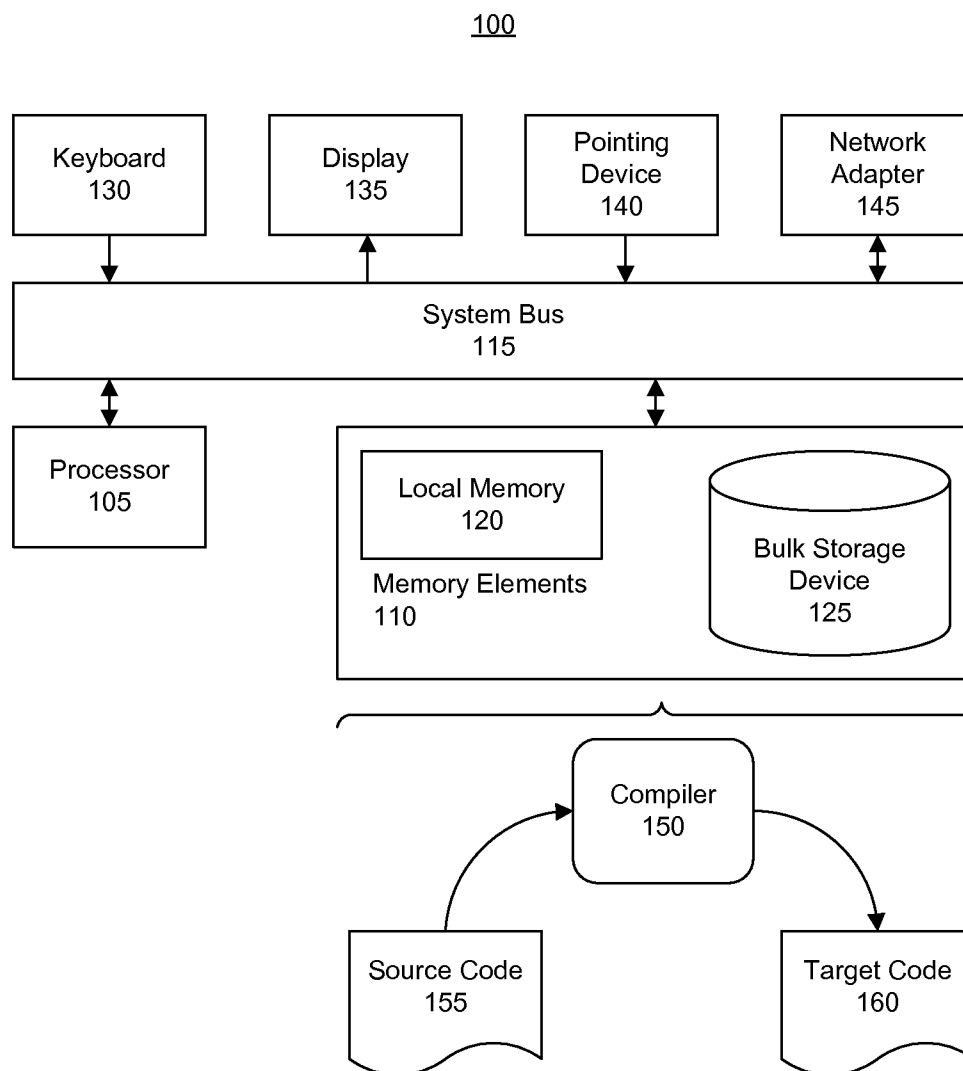 100
Keyboard
130
Display
135
Pointing
Device
140
Network
Adapter
145
System Bus
115
Processor
105
Local Memory
120
Memory Elements
110
Bulk Storage
Device
125
Compiler
150
Source Code
155
Target Code
160